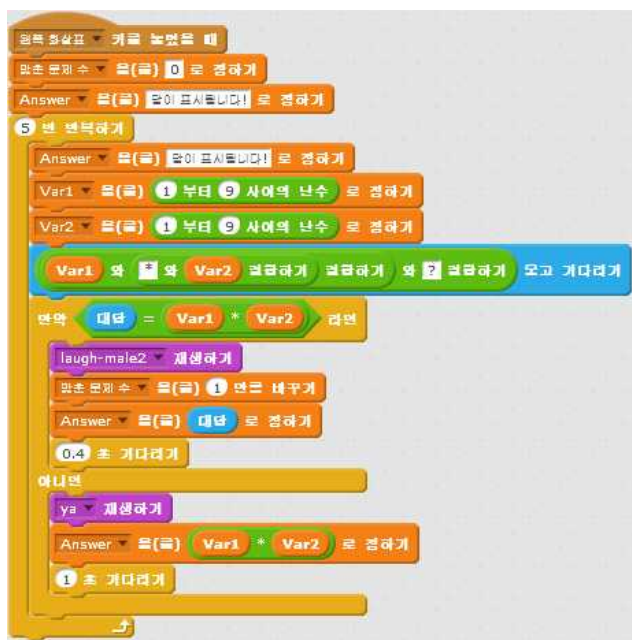 왼쪽 화살표 키를 눌렀을 때
맞춘 문제 수 을(를) 0 로 정하기
Answer 을(를) 답이 표시됩니다! 로 정하기
5 번 반복하기
Answer 을(를) 답이 표시됩니다! 로 정하기
Var1 을(를) 1 부터 9 사이의 난수 로 정하기
Var2 을(를) 1 부터 9 사이의 난수 로 정하기
Var1 와 * 와 Var2 결합하기 결합하기 와 ? 결합하기 묻고 기다리기
만약 대답 = Var1 * Var2 라면
laugh-male2 재생하기
맞춘 문제 수 을(를) 1 만큼 바꾸기
Answer 을(를) 대답 로 정하기
0.4 초 기다리기
아니면
ya 재생하기
Answer 을(를) Var1 * Var2 로 정하기
1 초 기다리기